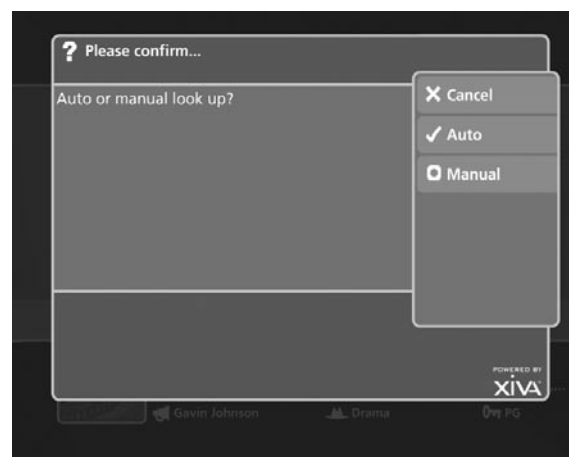 ? Please confirm...
Auto or manual look up?
Cancel
Auto
Manual
POWERED BY
XiVA
Gavin Johnson Drama PG